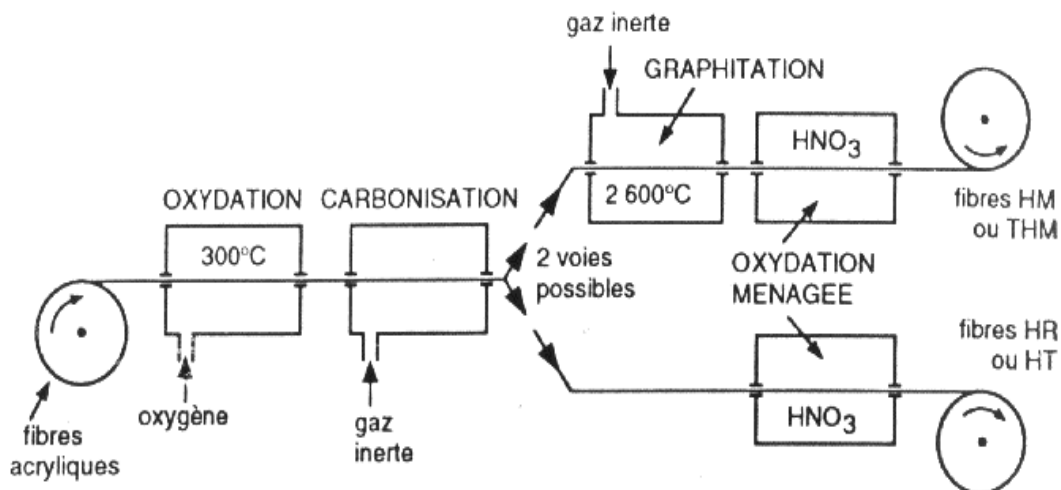 gaz inerte
GRAPHITATION
HNO3
2 600°C
fibres HM
ou THM
OXYDATION
CARBONISATION
300°C
2 voies
possibles
OXYDATION
MENAGEE
fibres HR
ou HT
HNO3
oxygène
gaz
inerte
fibres
acryliques